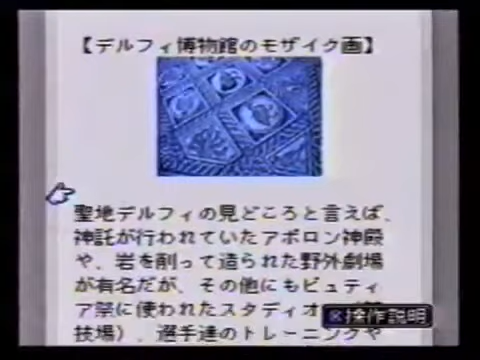 【デルフィ博物館のモザイク画】
聖地デルフィの見どころと言えば、
神託が行われていたアポロン神殿
や、岩を削って造られた野外劇場
が有名だが、その他にもピュティ
ア祭に使われたスタディオ
技場)、選手達のトレーニングや
※操作説明